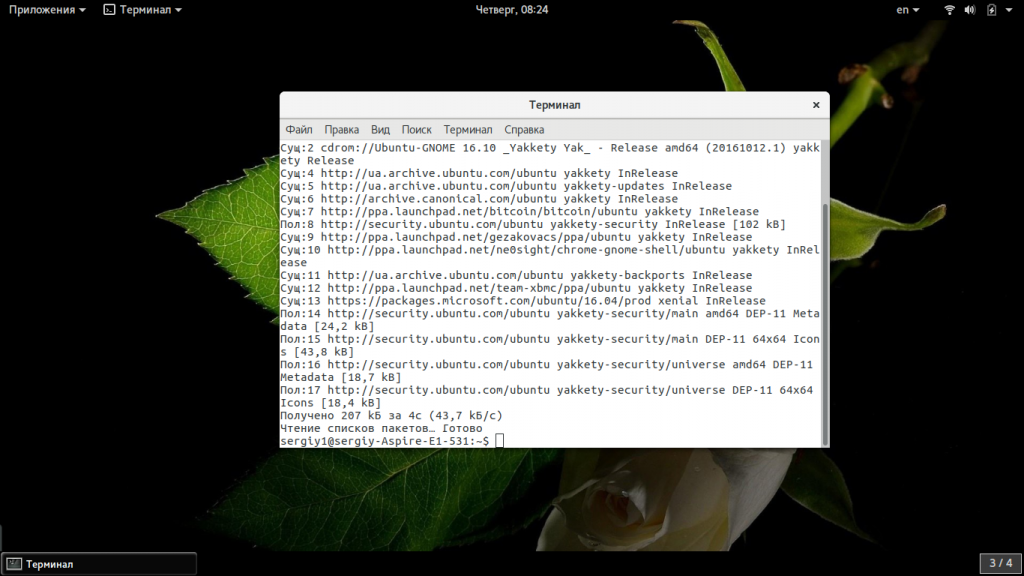 Приложения Терминал Четверг, 08:24 en
Терминал ×
Файл Правка Вид Поиск Терминал Справка
Сущ:2 cdrom://Ubuntu-GNOME 16.10 _Yakkety Yak_ - Release amd64 (20161012.1) yakk
ety Release
Сущ:4 http://ua.archive.ubuntu.com/ubuntu yakkety InRelease
Сущ:5 http://ua.archive.ubuntu.com/ubuntu yakkety-updates InRelease
Сущ:6 http://archive.canonical.com/ubuntu yakkety InRelease
Сущ:7 http://ppa.launchpad.net/bitcoin/bitcoin/ubuntu yakkety InRelease
Пол:8 http://security.ubuntu.com/ubuntu yakkety-security InRelease [102 kB]
Сущ:9 http://ppa.launchpad.net/gezakovacs/ppa/ubuntu yakkety InRelease
Сущ:10 http://ppa.launchpad.net/ne0sight/chrome-gnome-shell/ubuntu yakkety InRel
ease
Сущ:11 http://ua.archive.ubuntu.com/ubuntu yakkety-backports InRelease
Сущ:12 http://ppa.launchpad.net/team-xbmc/ppa/ubuntu yakkety InRelease
Сущ:13 https://packages.microsoft.com/ubuntu/16.04/prod xenial InRelease
Пол:14 http://security.ubuntu.com/ubuntu yakkety-security/main amd64 DEP-11 Meta
data [24,2 kB]
Пол:15 http://security.ubuntu.com/ubuntu yakkety-security/main DEP-11 64x64 Icon
s [43,8 kB]
Пол:16 http://security.ubuntu.com/ubuntu yakkety-security/universe amd64 DEP-11
Metadata [18,7 kB]
Пол:17 http://security.ubuntu.com/ubuntu yakkety-security/universe DEP-11 64x64
Icons [18,4 kB]
Получено 207 kБ за 4с (43,7 kБ/c)
Чтение списков пакетов… Готово
sergiy1@sergiy-Aspire-E1-531:~$
Терминал 3 / 4